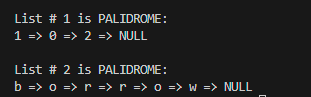 List # 1 is PALIDROME:
1 => 0 => 2 => NULL
List # 2 is PALIDROME:
b => o => r => r => o => w => NULL